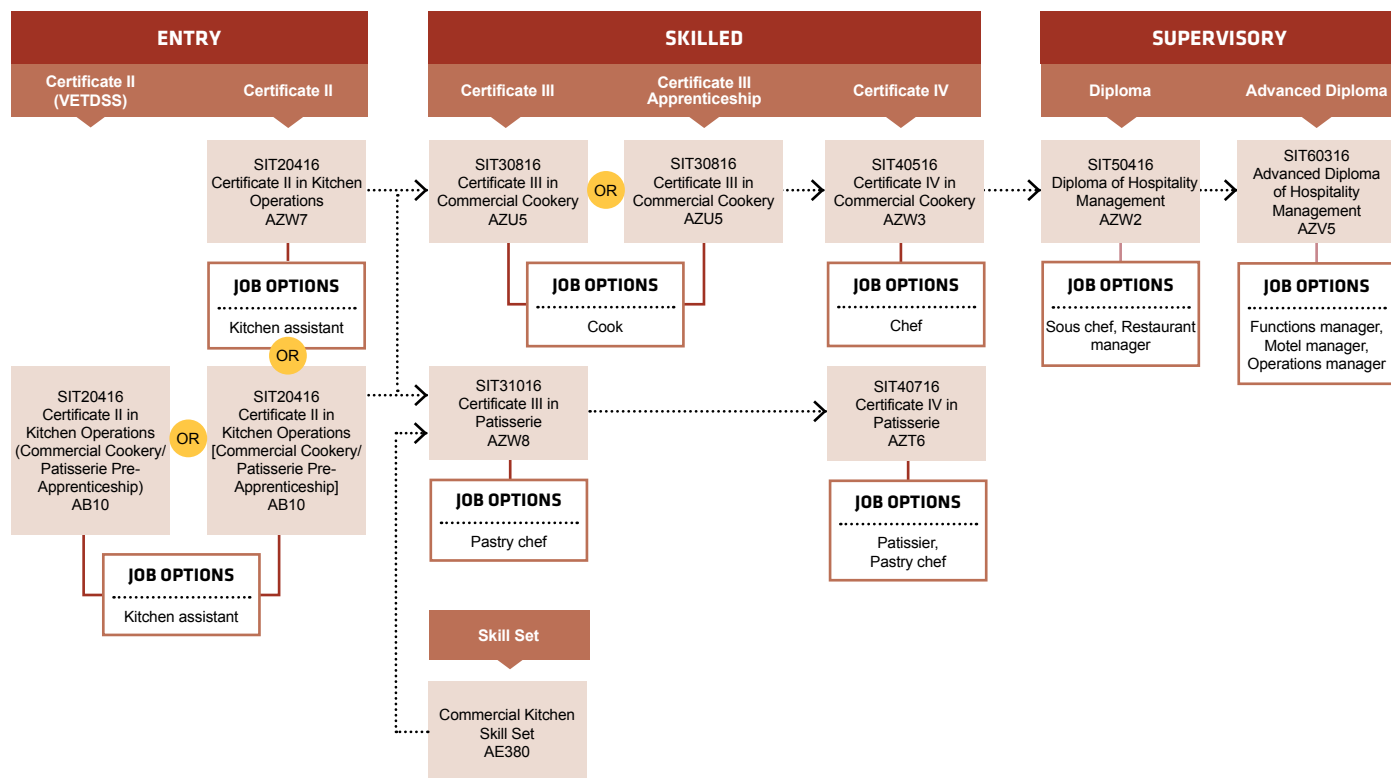 ENTRY
SKILLED
SUPERVISORY
Certificate II
(VETDSS)
Certificate II
Certificate III
Certificate III
Apprenticeship
Certificate IV
Diploma
Advanced Diploma
SIT20416
Certificate II in Kitchen
Operations
AZW7
SIT30816
Certificate III in
Commercial Cookery
AZU5
OR
SIT30816
Certificate III in
Commercial Cookery
AZU5
SIT40516
Certificate IV in
Commercial Cookery
AZW3
SIT50416
Diploma of Hospitality
Management
AZW2
SIT60316
Advanced Diploma
of Hospitality
Management
AZV5
JOB OPTIONS
Kitchen assistant
JOB OPTIONS
Cook
JOB OPTIONS
Chef
JOB OPTIONS
Sous chef, Restaurant
manager
JOB OPTIONS
Functions manager,
Motel manager,
Operations manager
OR
SIT20416
Certificate II in
Kitchen Operations
(Commercial Cookery/
Patisserie Pre-
Apprenticeship)
AB10
OR
SIT20416
Certificate II in
Kitchen Operations
[Commercial Cookery/
Patisserie Pre-
Apprenticeship]
AB10
SIT31016
Certificate III in
Patisserie
AZW8
SIT40716
Certificate IV in
Patisserie
AZT6
JOB OPTIONS
Kitchen assistant
JOB OPTIONS
Pastry chef
JOB OPTIONS
Patissier,
Pastry chef
Skill Set
Commercial Kitchen
Skill Set
AE380